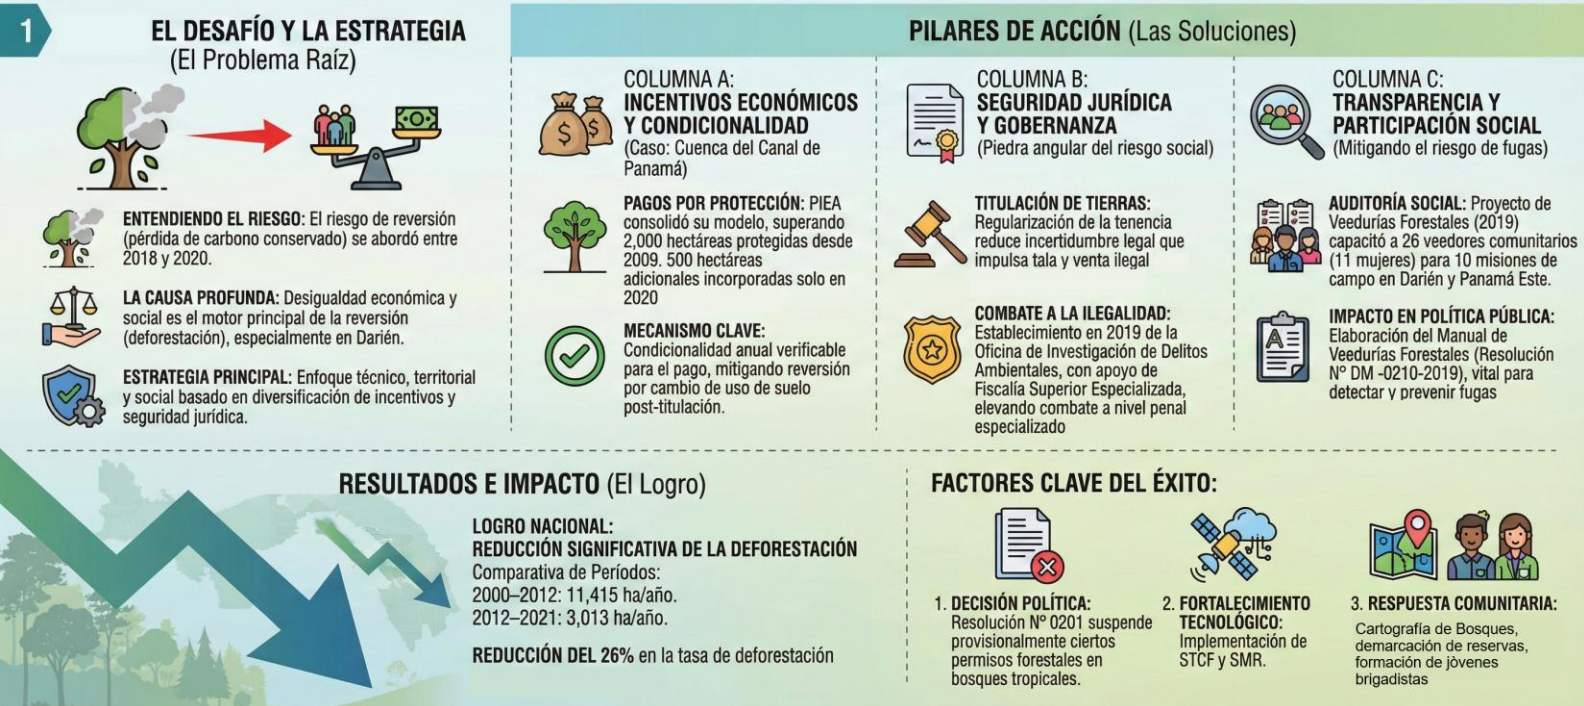 1
EL DESAFÍO Y LA ESTRATEGIA
(El Problema Raíz)
ENTENDIENDO EL RIESGO: El riesgo de reversión
(pérdida de carbono conservado) se abordó entre
2018 y 2020.
LA CAUSA PROFUNDA: Desigualdad económica y
social es el motor principal de la reversión
(deforestación), especialmente en Darién.
ESTRATEGIA PRINCIPAL: Enfoque técnico, territorial
y social basado en diversificación de incentivos y
seguridad jurídica.
PILARES DE ACCIÓN (Las Soluciones)
COLUMNA A:
INCENTIVOS ECONÓMICOS
Y CONDICIONALIDAD
(Caso: Cuenca del Canal de
Panamá)
PAGOS POR PROTECCIÓN: PIEA
consolidó su modelo, superando
2,000 hectáreas protegidas desde
2009. 500 hectáreas
adicionales incorporadas solo en
2020
MECANISMO CLAVE:
Condicionalidad anual verificable
para el pago, mitigando reversión
por cambio de uso de suelo
post-titulación.
COLUMNA B:
SEGURIDAD JURÍDICA
Y GOBERNANZA
(Piedra angular del riesgo social)
TITULACIÓN DE TIERRAS:
Regularización de la tenencia
reduce incertidumbre legal que
impulsa tala y venta ilegal
COMBATE A LA ILEGALIDAD:
Establecimiento en 2019 de la
Oficina de Investigación de Delitos
Ambientales, con apoyo de
Fiscalía Superior Especializada,
elevando combate a nivel penal
especializado
COLUMNA C:
TRANSPARENCIA Y
PARTICIPACIÓN SOCIAL
(Mitigando el riesgo de fugas)
AUDITORÍA SOCIAL: Proyecto de
Veedurías Forestales (2019)
capacitó a 26 veedores comunitarios
(11 mujeres) para 10 misiones de
campo en Darién y Panamá Este.
IMPACTO EN POLÍTICA PÚBLICA:
Elaboración del Manual de
Veedurías Forestales (Resolución
Nº DM -0210-2019), vital para
detectar y prevenir fugas
RESULTADOS E IMPACTO (El Logro)
LOGRO NACIONAL:
REDUCCIÓN SIGNIFICATIVA DE LA DEFORESTACIÓN
Comparativa de Períodos:
2000–2012: 11,415 ha/año.
2012–2021: 3,013 ha/año.
REDUCCIÓN DEL 26% en la tasa de deforestación
FACTORES CLAVE DEL ÉXITO:
1. DECISIÓN POLÍTICA:
Resolución Nº 0201 suspende
provisionalmente ciertos
permisos forestales en
bosques tropicales.
2. FORTALECIMIENTO
TECNOLÓGICO:
Implementación de
STCF y SMR.
3. RESPUESTA COMUNITARIA:
Cartografía de Bosques,
demarcación de reservas,
formación de jòvenes
brigadistas